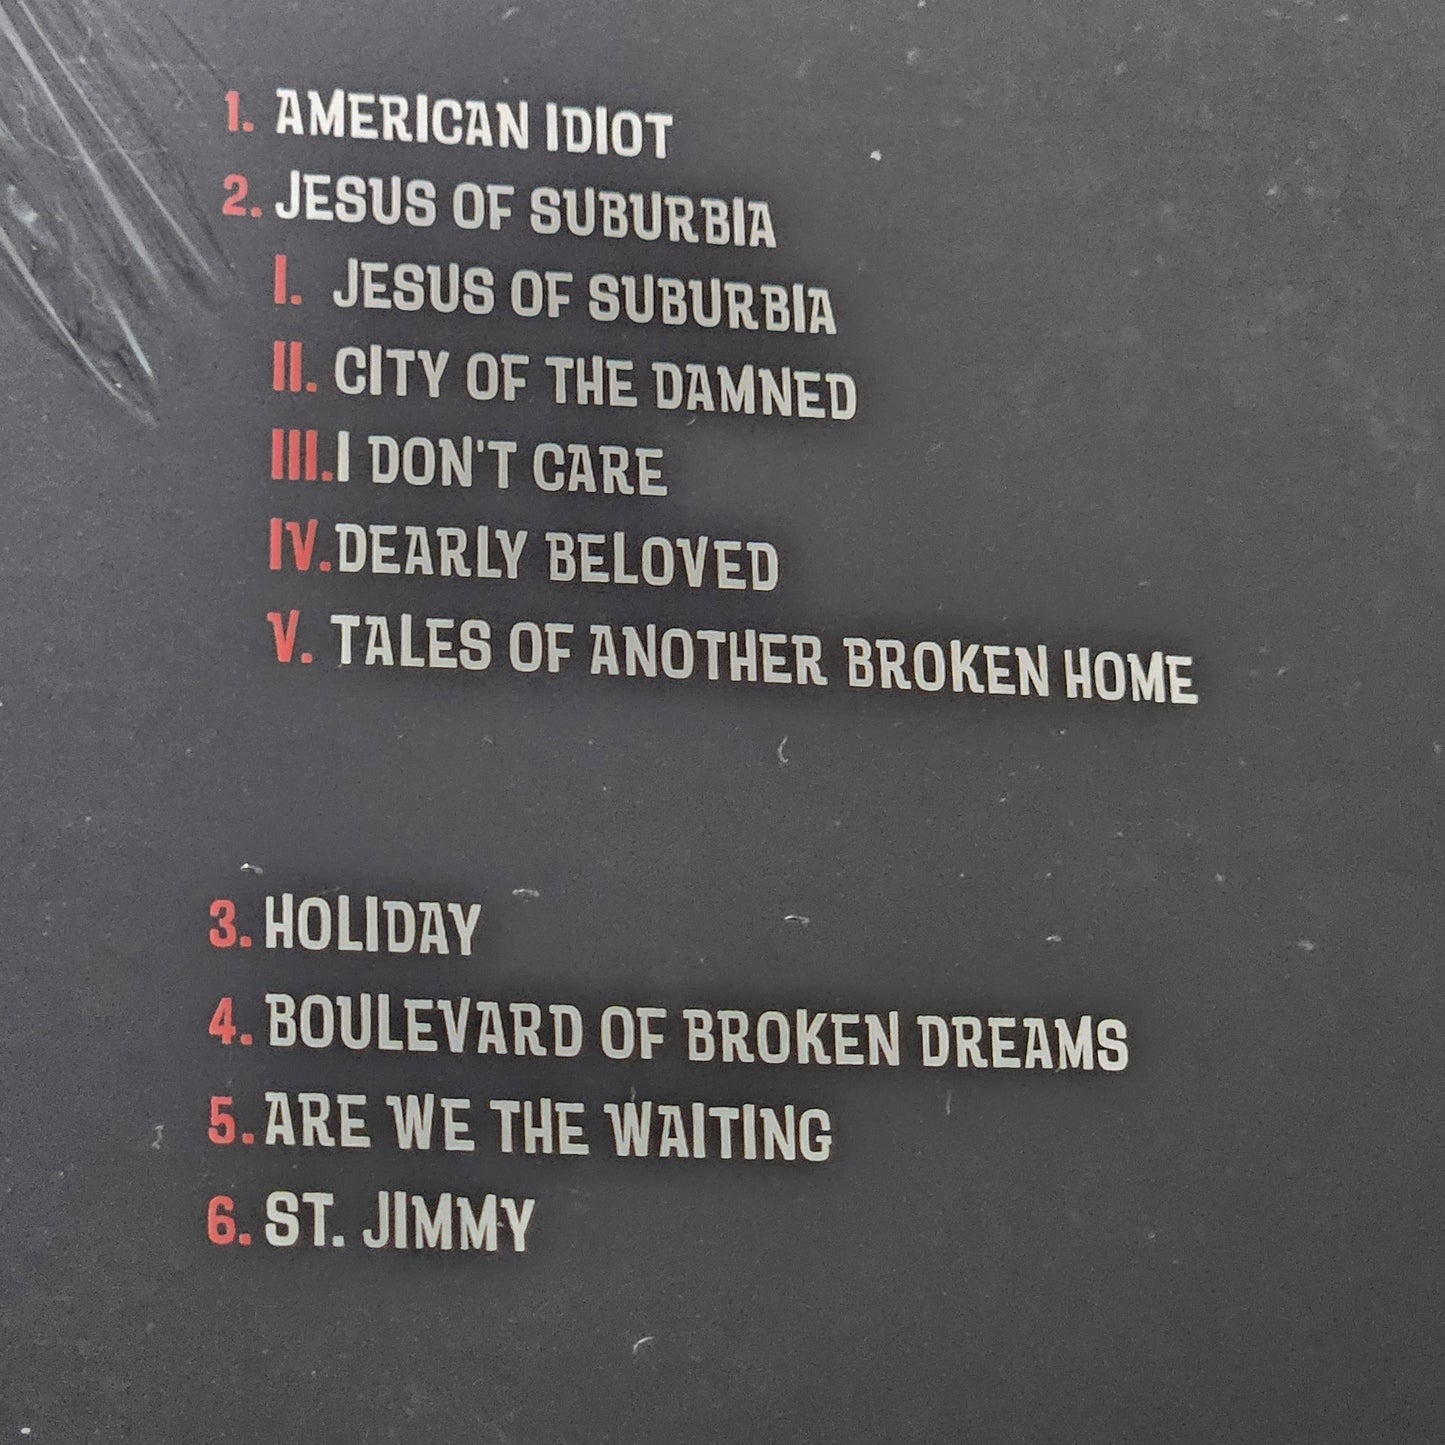 1. AMERICAN IDIOT
2. JESUS OF SUBURBIA
I. JESUS OF SUBURBIA
II. CITY OF THE DAMNED
III. I DON'T CARE
IV. DEARLY BELOVED
V. TALES OF ANOTHER BROKEN HOME
3. HOLIDAY
4. BOULEVARD OF BROKEN DREAMS
5. ARE WE THE WAITING
6. ST. JIMMY